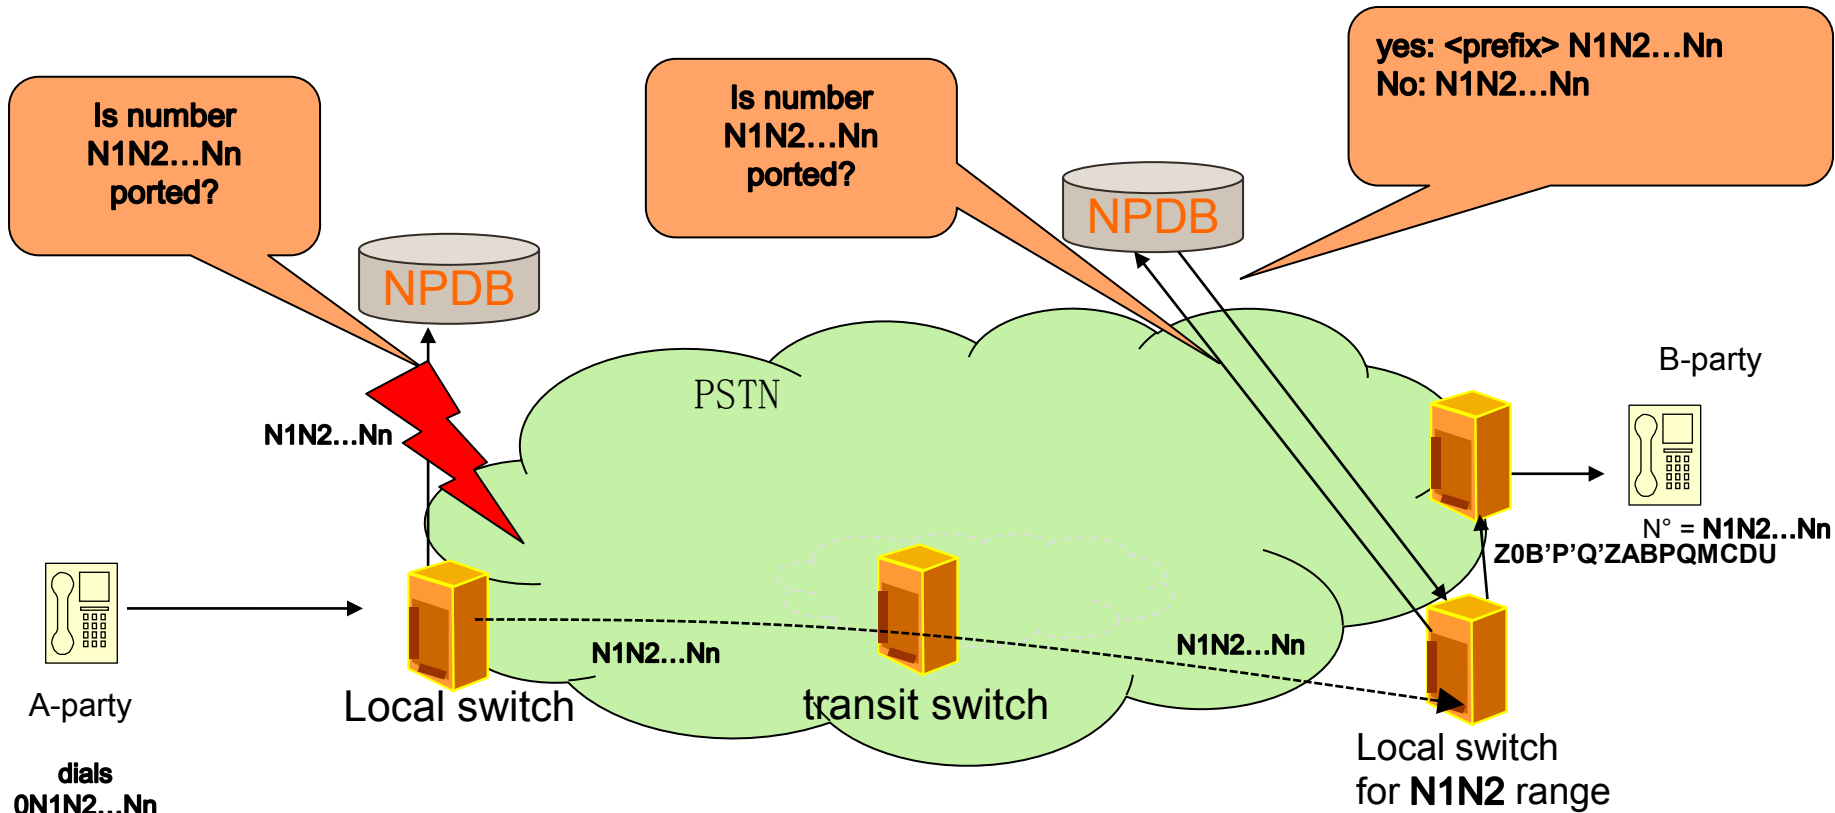 yes: <prefix> N1N2...Nn
No: N1N2...Nn
Is number
N1N2...Nn
ported?
Is number
N1N2...Nn
ported?
NPDB
NPDB
PSTN
B-party
N1N2...Nn
N° = N1N2...Nn
Z0B’P’Q’ZABPQMCDU
N1N2...Nn
N1N2...Nn
A-party
Local switch
transit switch
Local switch
for N1N2 range
dials
0N1N2...Nn